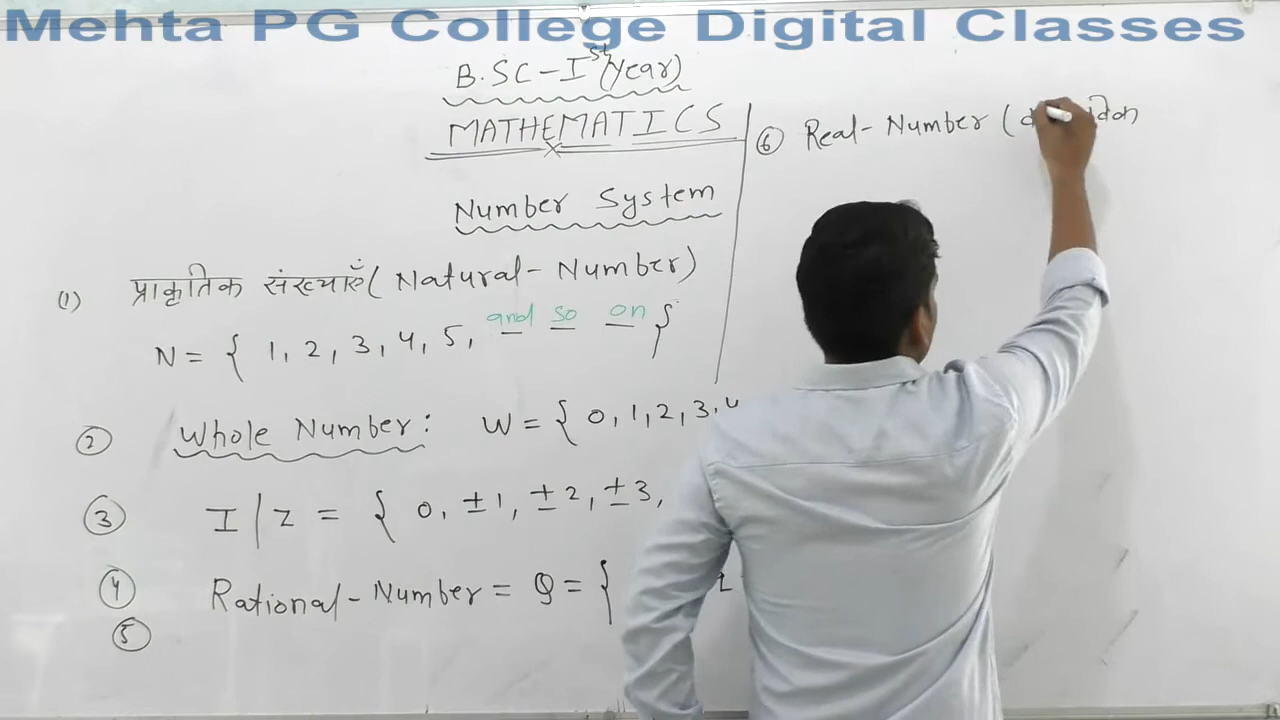 Mehta PG College Digital Classes
B.SC-Ist(year)
MATHEMATICS
Number System
(1) प्राकृतिक संख्याएँ (Natural-Number)
N = { 1, 2, 3, 4, 5, and so on }
② Whole Number: W = { 0, 1, 2, 3, 4
③ I/Z = { 0, ±1, ±2, ±3,
④ Rational-Number = Q = {
⑤
⑥ Real-Number (